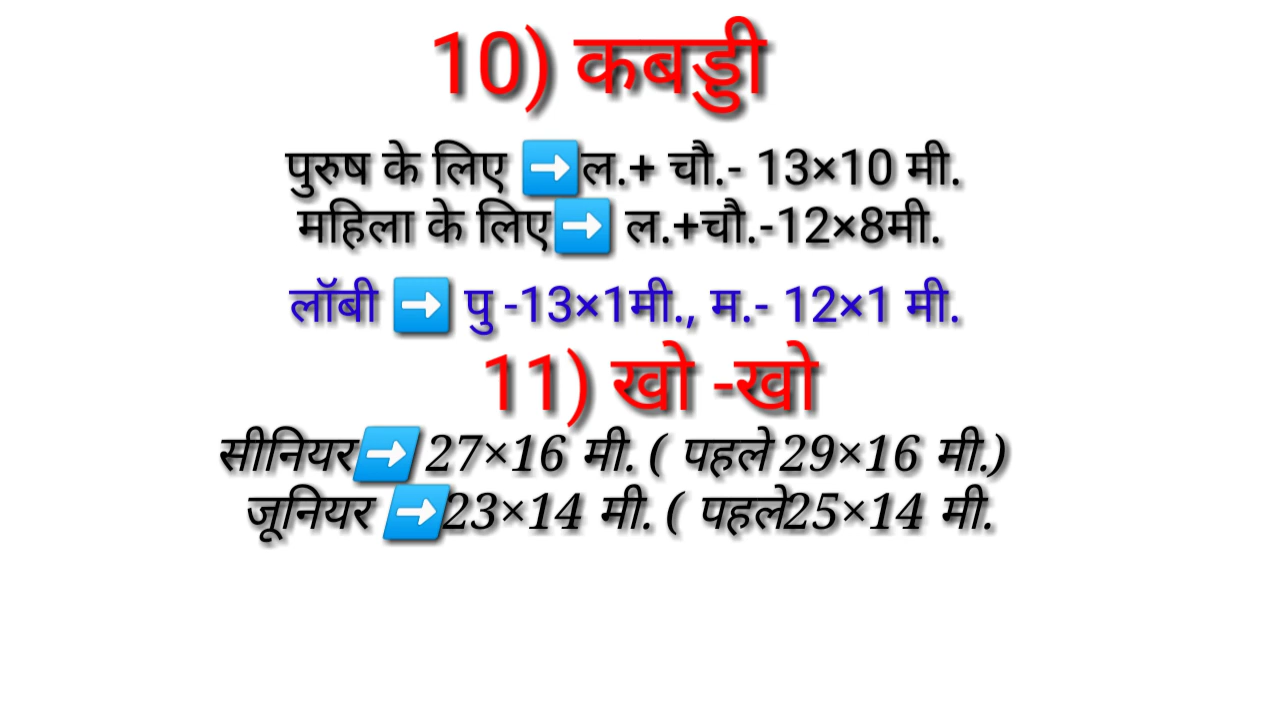 10) कबड्डी
पुरुष के लिए ➡️ल.+ चौ.- 13×10 मी.
महिला के लिए➡️ ल.+चौ.-12×8मी.
लॉबी ➡️ पु -13×1मी., म.- 12×1 मी.
11) खो -खो
सीनियर➡️ 27×16 मी. ( पहले 29×16 मी.)
जूनियर ➡️23×14 मी. ( पहले25×14 मी.